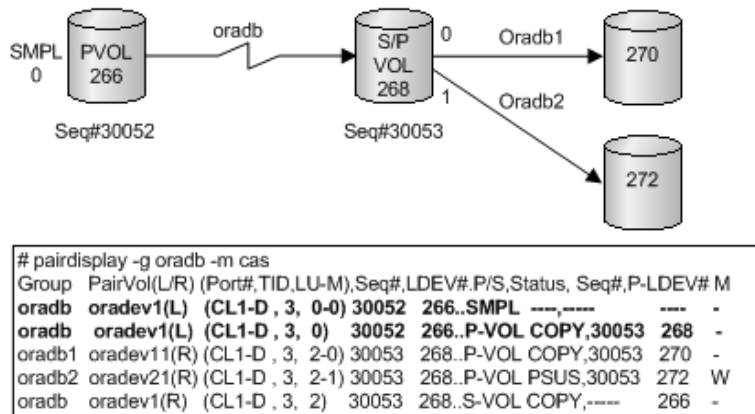 oradb
SMPL
0
PVOL
266
S/P
VOL
268
0
1
Oradb1
Oradb2
270
272
Seq#30052
Seq#30053
# pairdisplay -g oradb -m cas
Group PairVol(L/R) (Port#,TID,LU-M),Seq#,LDEV#.P/S,Status, Seq#,P-LDEV# M
oradb oradev1(L) (CL1-D , 3, 0-0) 30052 266..SMPL ----,----- ---- -
oradb oradev1(L) (CL1-D , 3, 0) 30052 266..P-VOL COPY,30053 268 -
oradb1 oradev11(R) (CL1-D , 3, 2-0) 30053 268..P-VOL COPY,30053 270 -
oradb2 oradev21(R) (CL1-D , 3, 2-1) 30053 268..P-VOL PSUS,30053 272 W
oradb oradev1(R) (CL1-D , 3, 2) 30053 268..S-VOL COPY,----- 266 -